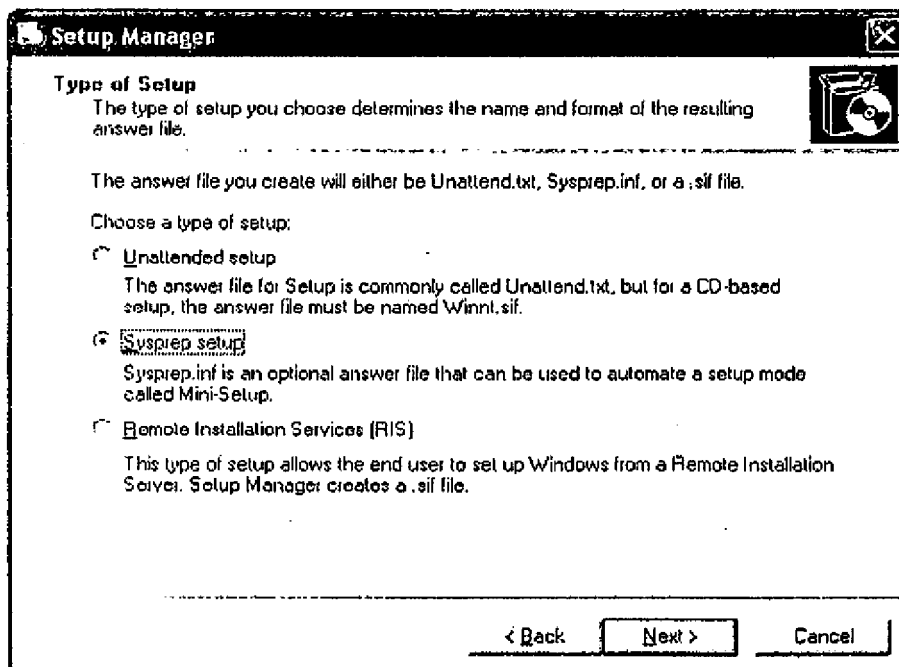 Setup Manager
Type of Setup
The type of setup you choose determines the name and format of the resulting
answer file.
The answer file you create will either be Unattend.txt, Sysprep.inf, or a .sif file.
Choose a type of setup:
Unattended setup
The answer file for Setup is commonly called Unattend.txt, but for a CD-based
setup, the answer file must be named Winnt.sif.
Sysprep setup
Sysprep.inf is an optional answer file that can be used to automate a setup mode
called Mini-Setup.
Remote Installation Services (RIS)
This type of setup allows the end user to set up Windows from a Remote Installation
Server. Setup Manager creates a .sif file.
< Back
Next >
Cancel